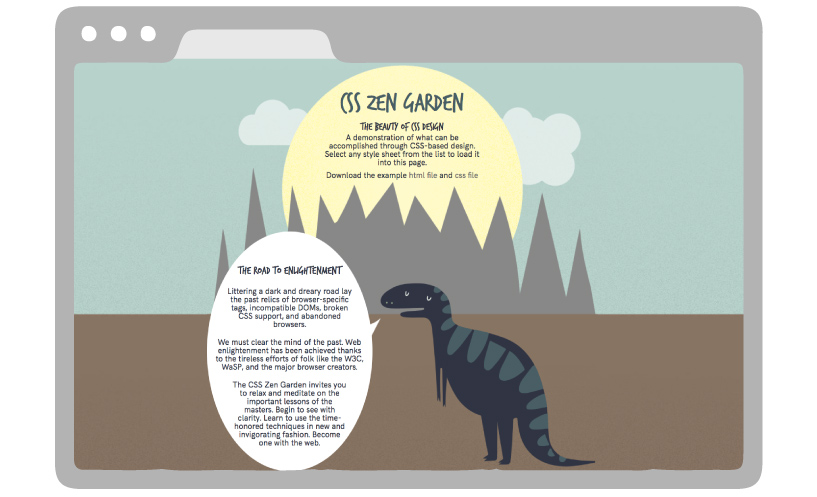 CSS ZEN GARDEN
THE BEAUTY OF CSS DESIGN
A demonstration of what can be
accomplished through CSS-based design.
Select any style sheet from the list to load it
into this page.
Download the example html file and css file
THE ROAD TO ENLIGHTENMENT
Littering a dark and dreary road lay
the past relics of browser-specific
tags, incompatible DOMs, broken
CSS support, and abandoned
browsers.
We must clear the mind of the past. Web
enlightenment has been achieved thanks
to the tireless efforts of folk like the W3C,
WaSP, and the major browser creators.
The CSS Zen Garden invites you
to relax and meditate on the
important lessons of the
masters. Begin to see with
clarity. Learn to use the time-
honored techniques in new and
invigorating fashion. Become
one with the web.